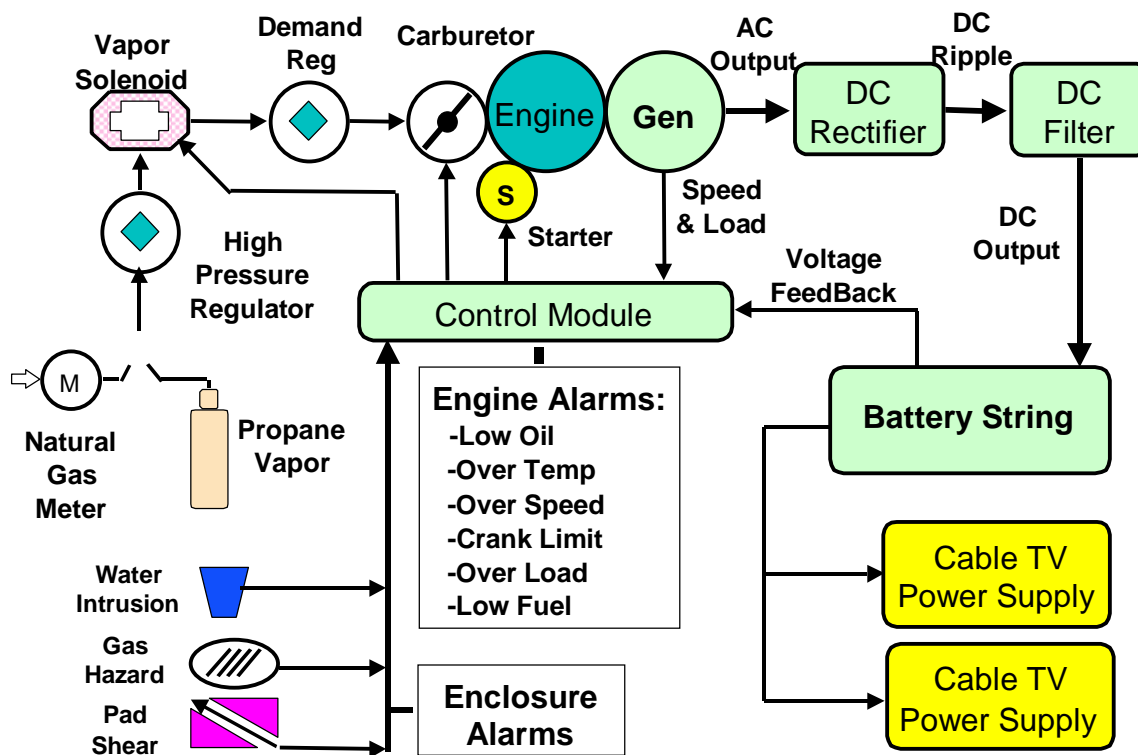 Vapor
Solenoid
Demand
Reg
Carburetor
Engine
Gen
AC
Output
DC
Rectifier
DC
Ripple
DC
Filter
S
Starter
Speed
& Load
DC
Output
High
Pressure
Regulator
Voltage
FeedBack
Control Module
M
Natural
Gas
Meter
Propane
Vapor
Engine Alarms:
-Low Oil
-Over Temp
-Over Speed
-Crank Limit
-Over Load
-Low Fuel
Battery String
Cable TV
Power Supply
Cable TV
Power Supply
Water
Intrusion
Gas
Hazard
Pad
Shear
Enclosure
Alarms